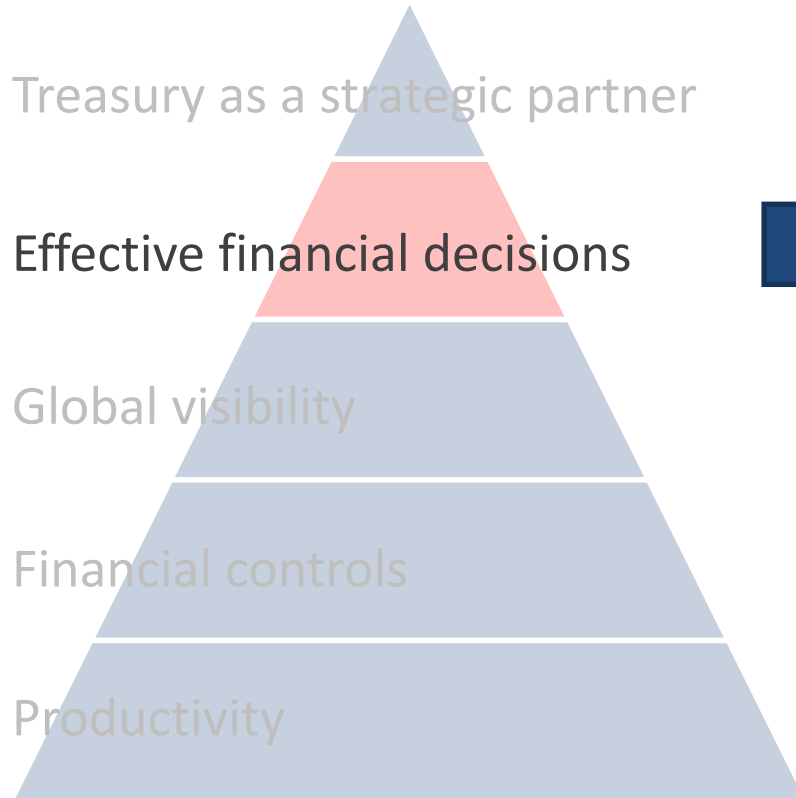 Treasury as a strategic partner
Effective financial decisions
Global visibility
Financial controls
Productivity